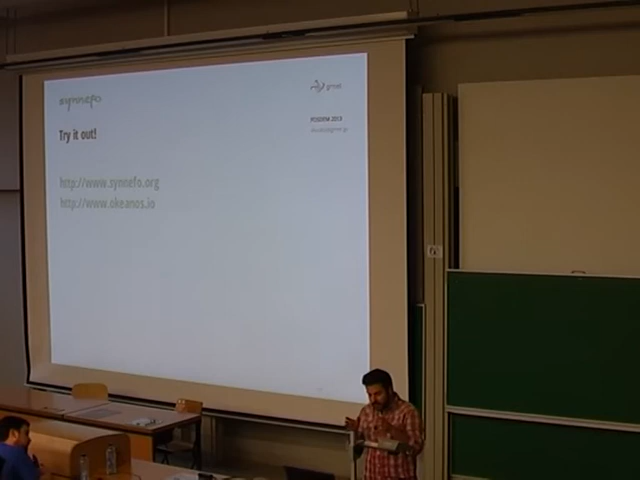 synnefo
grnet
Try it out!
FOSDEM 2013
http://www.synnefo.org
http://www.okeanos.io